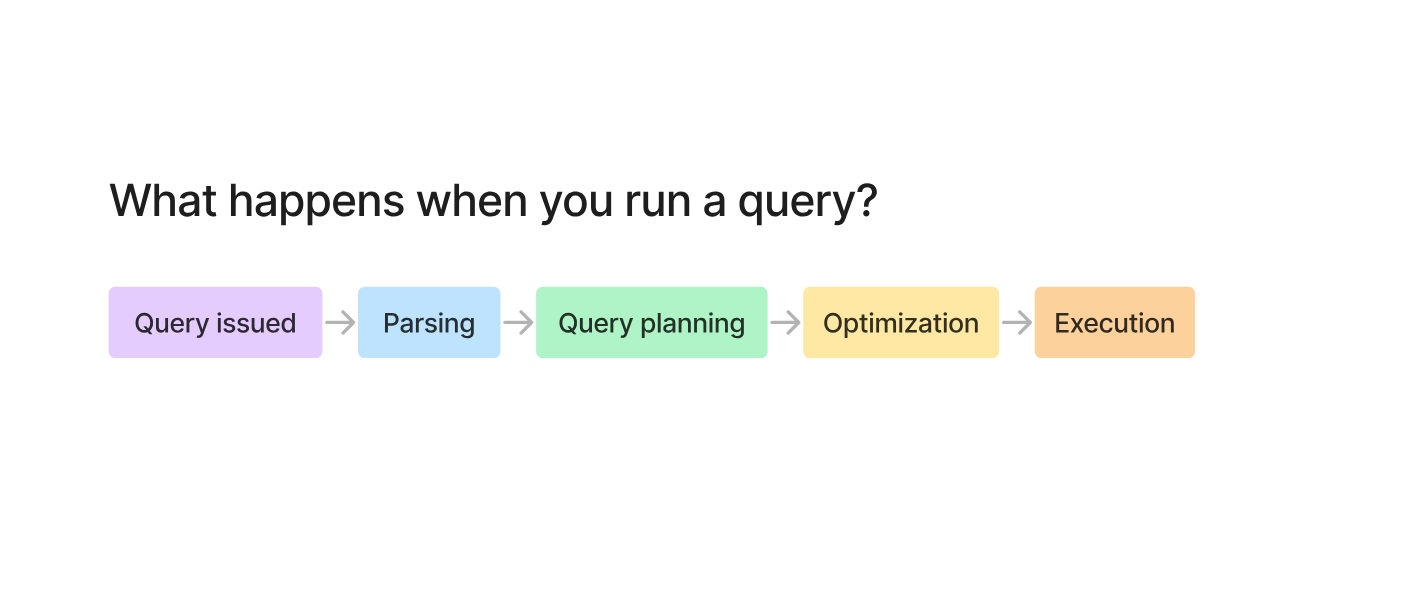 What happens when you run a query?
Query issued
Parsing
Query planning
Optimization
Execution